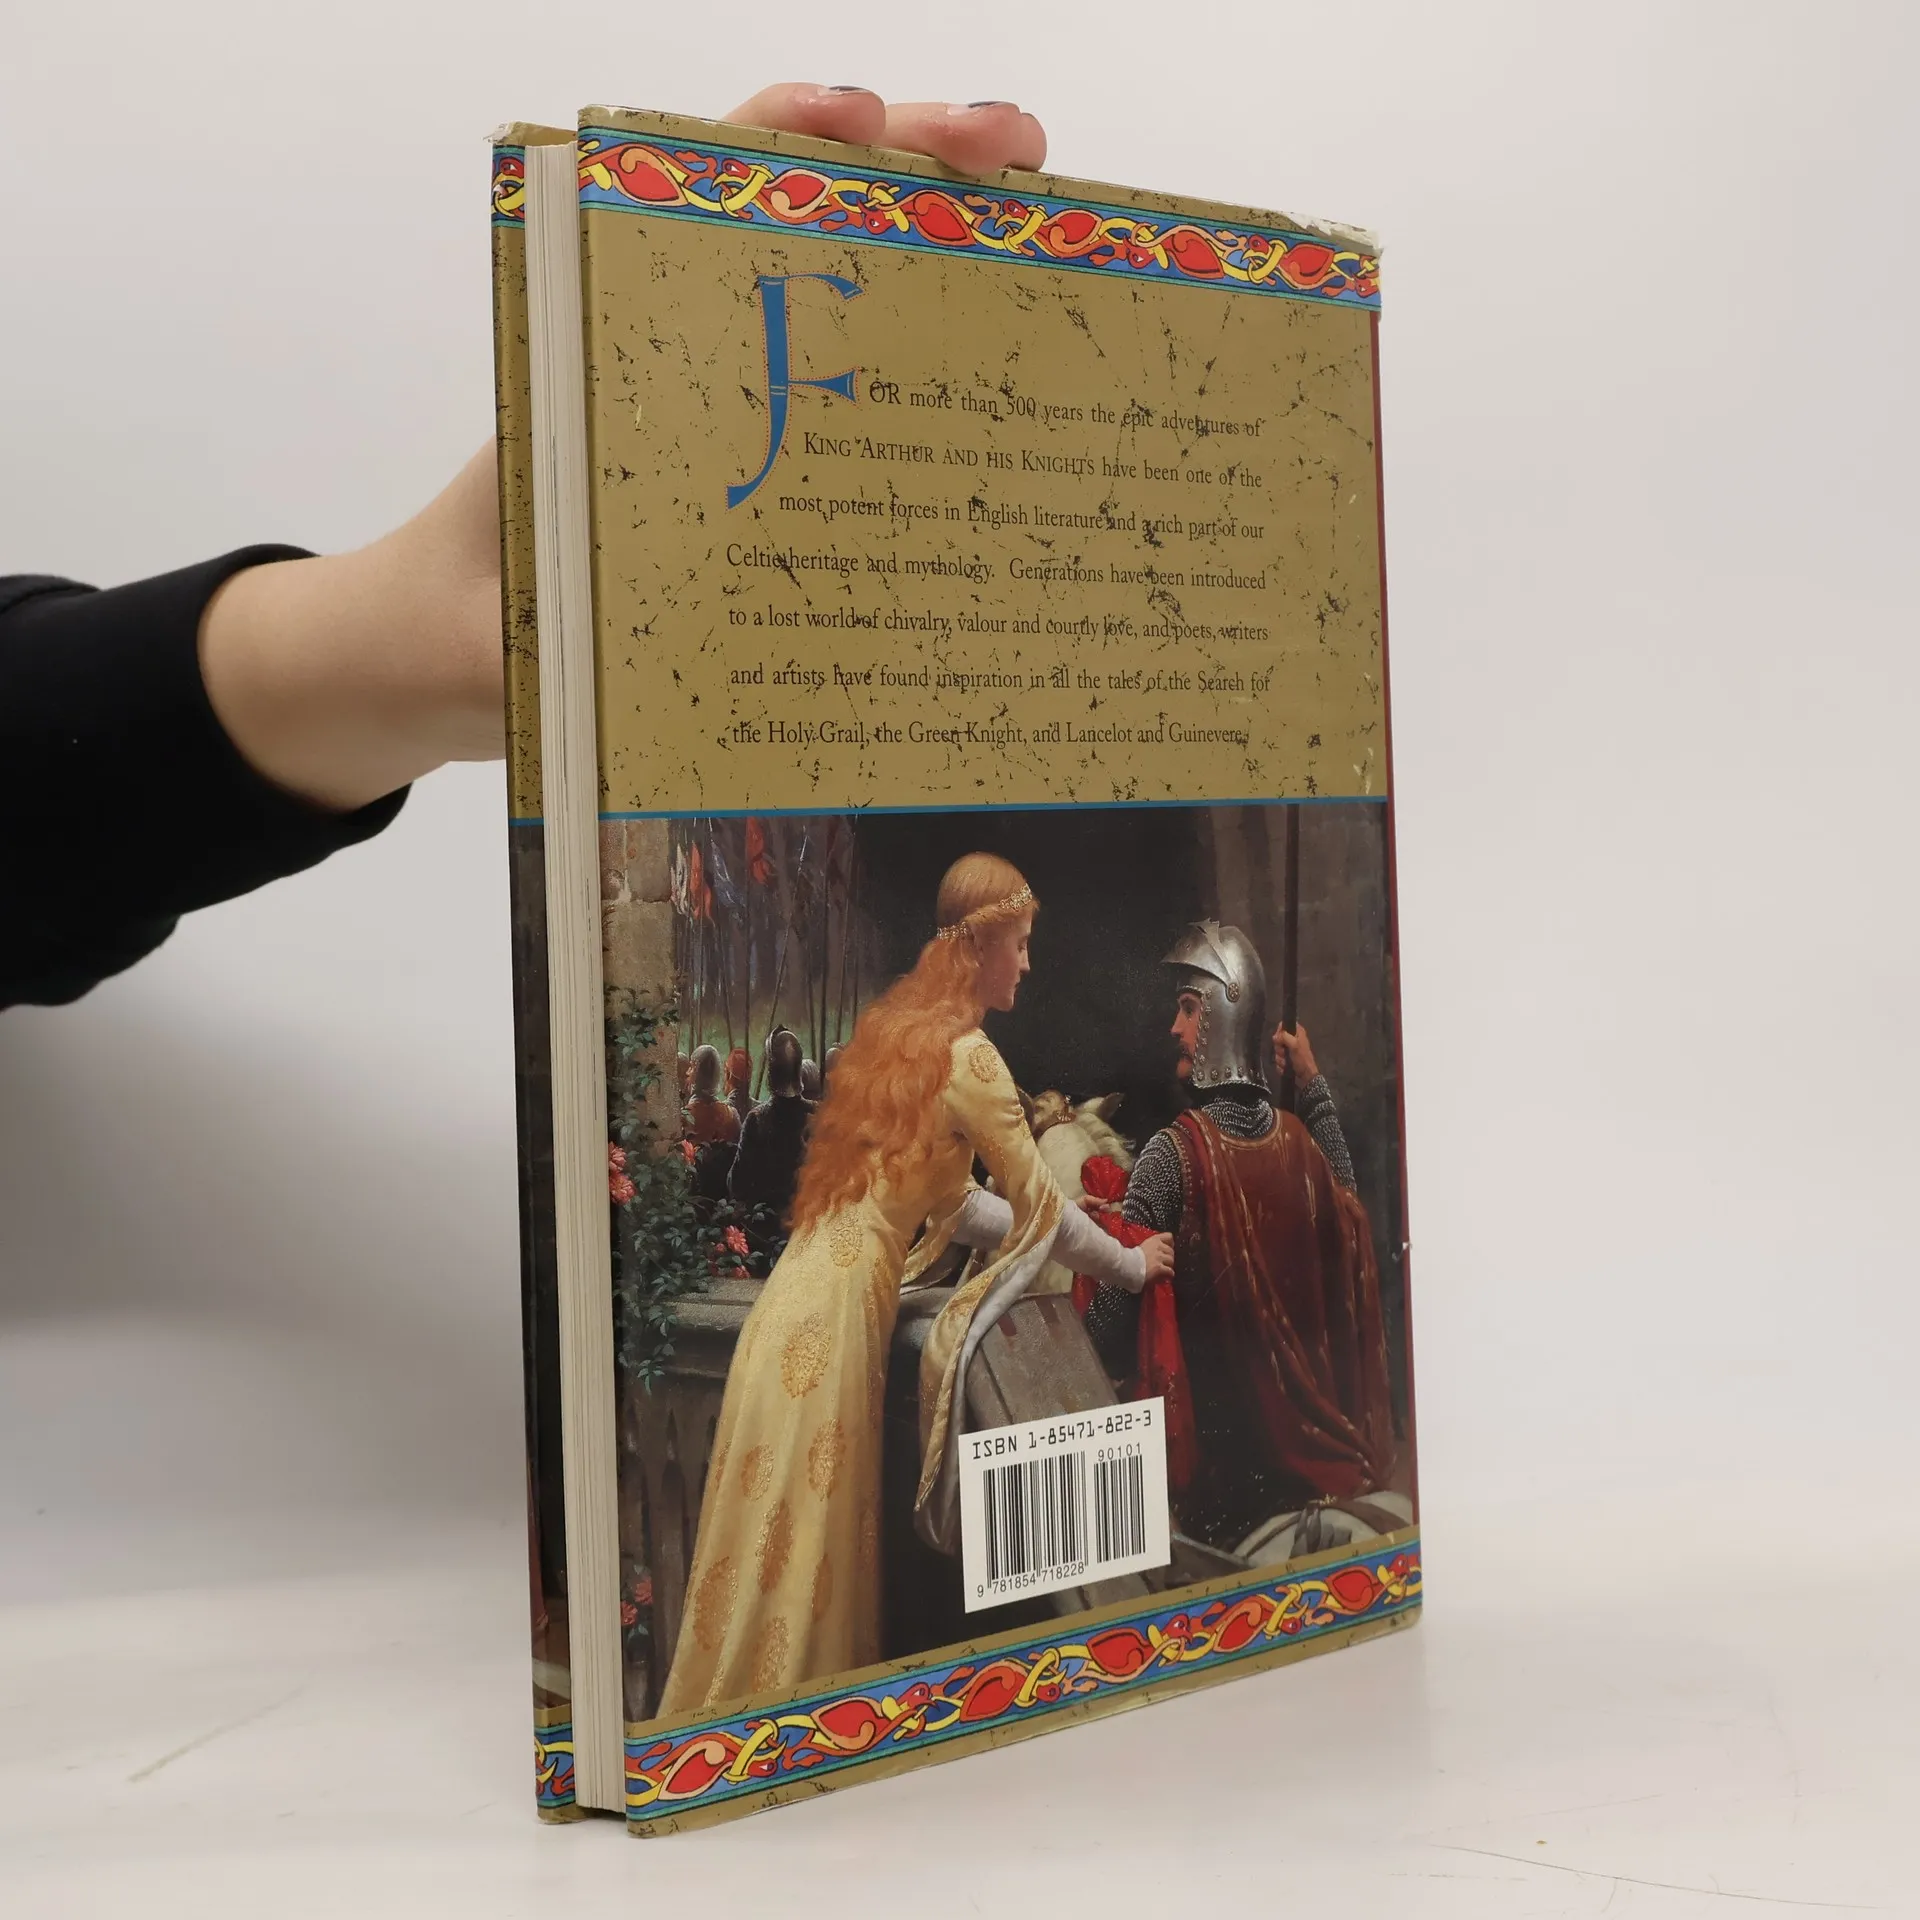 FOR more than 500 years the epic adventures of
KING ARTHUR AND HIS KNIGHTS have been one of the
most potent forces in English literature and a rich part of our
Celtic heritage and mythology. Generations have been introduced
to a lost world of chivalry, valour and courtly love, and poets, writers
and artists have found inspiration in all the tales of the Search for
the Holy Grail, the Green Knight, and Lancelot and Guinevere.
ISBN 1-85471-822-3
90101
9 781854 718228